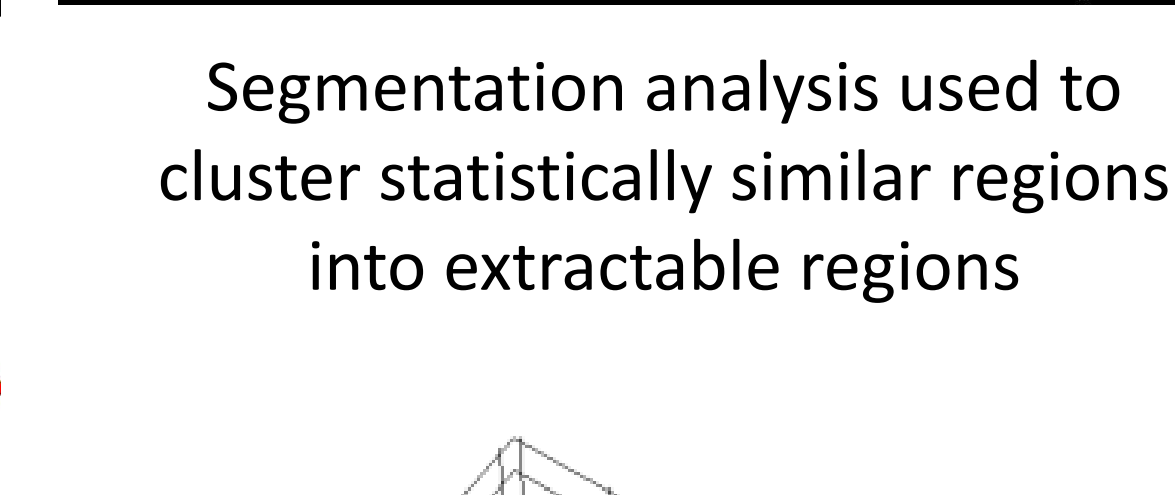 Segmentation analysis used to
cluster statistically similar regions
into extractable regions